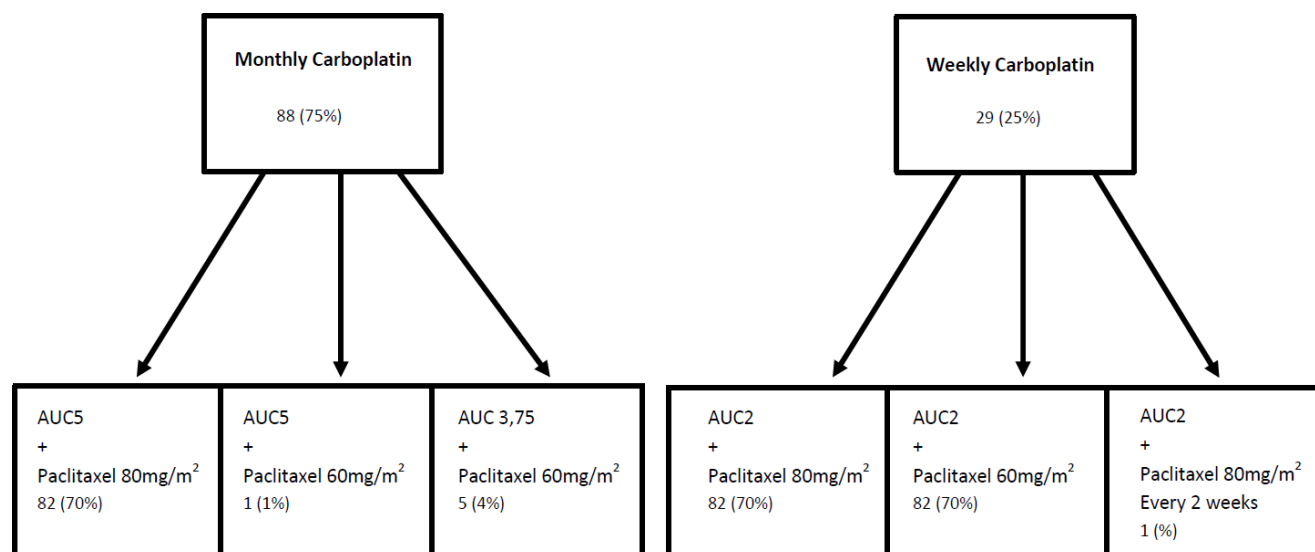 Monthly Carboplatin
88 (75%)
Weekly Carboplatin
29 (25%)
AUC5
+
Paclitaxel 80mg/m²
82 (70%)
AUC5
+
Paclitaxel 60mg/m²
1 (1%)
AUC 3,75
+
Paclitaxel 60mg/m²
5 (4%)
AUC2
+
Paclitaxel 80mg/m²
82 (70%)
AUC2
+
Paclitaxel 60mg/m²
82 (70%)
AUC2
+
Paclitaxel 80mg/m²
Every 2 weeks
1 (%)